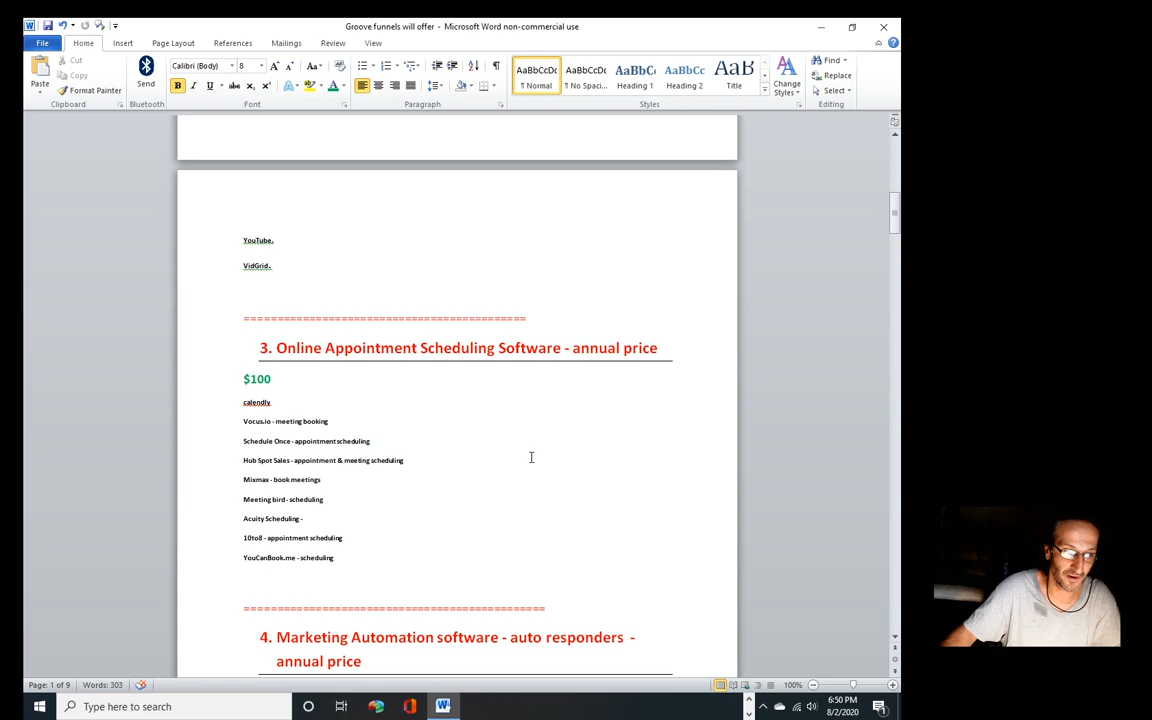 Groove funnels will offer - Microsoft Word non-commercial use
File Home Insert Page Layout References Mailings Review View
Paste
Cut
Copy
Format Painter
Clipboard
Send
Bluetooth
Calibri (Body) 8
Font
Paragraph
AaBbCcDc AaBbCcDc AaBbCc AaBbCc AaB
¶ Normal ¶ No Spaci... Heading 1 Heading 2 Title
Change Styles
Styles
Find
Replace
Select
Editing
YouTube.
VidGrid.
==========================================
3. Online Appointment Scheduling Software - annual price
$100
calendly
Vocus.io - meeting booking
Schedule Once - appointment scheduling
Hub Spot Sales - appointment & meeting scheduling
Mixmax - book meetings
Meeting bird - scheduling
Acuity Scheduling -
10to8 - appointment scheduling
YouCanBook.me - scheduling
=============================================
4. Marketing Automation software - auto responders -
annual price
Page: 1 of 9 Words: 303
100%
Type here to search
6:50 PM
8/2/2020